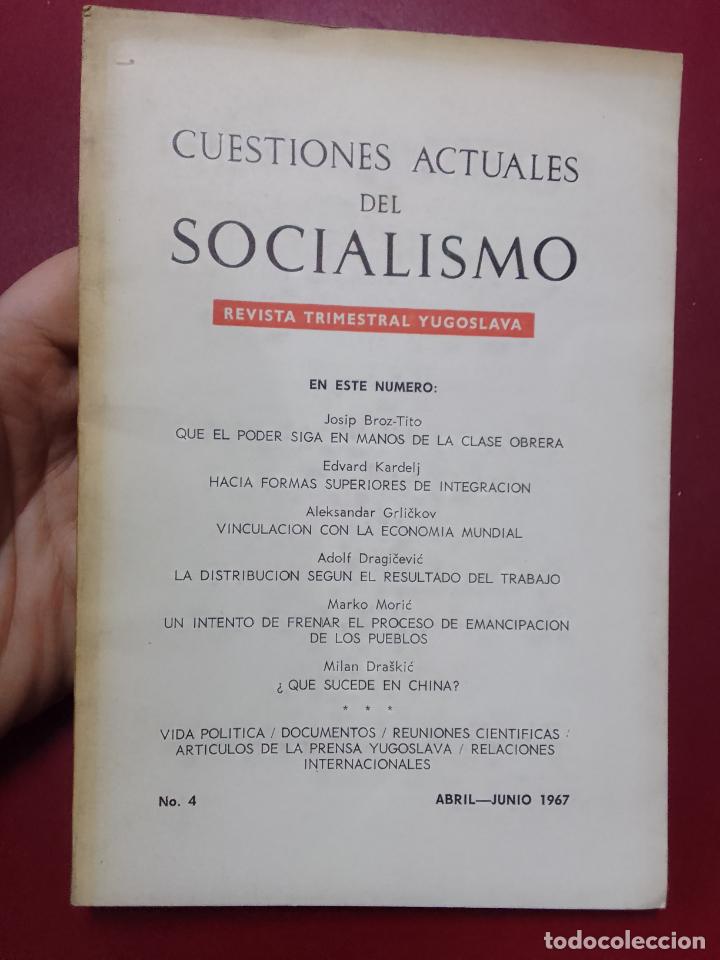 CUESTIONES ACTUALES
DEL
SOCIALISMO
REVISTA TRIMESTRAL YUGOSLAVA
EN ESTE NUMERO:
Josip Broz-Tito
QUE EL PODER SIGA EN MANOS DE LA CLASE OBRERA
Edvard Kardelj
HACIA FORMAS SUPERIORES DE INTEGRACION
Aleksandar Grličkov
VINCULACION CON LA ECONOMIA MUNDIAL
Adolf Dragičević
LA DISTRIBUCION SEGUN EL RESULTADO DEL TRABAJO
Marko Morić
UN INTENTO DE FRENAR EL PROCESO DE EMANCIPACION
DE LOS PUEBLOS
Milan Draškić
¿ QUE SUCEDE EN CHINA?
* * *
VIDA POLITICA / DOCUMENTOS / REUNIONES CIENTIFICAS /
ARTICULOS DE LA PRENSA YUGOSLAVA / RELACIONES
INTERNACIONALES
No. 4 ABRIL—JUNIO 1967
todocoleccion